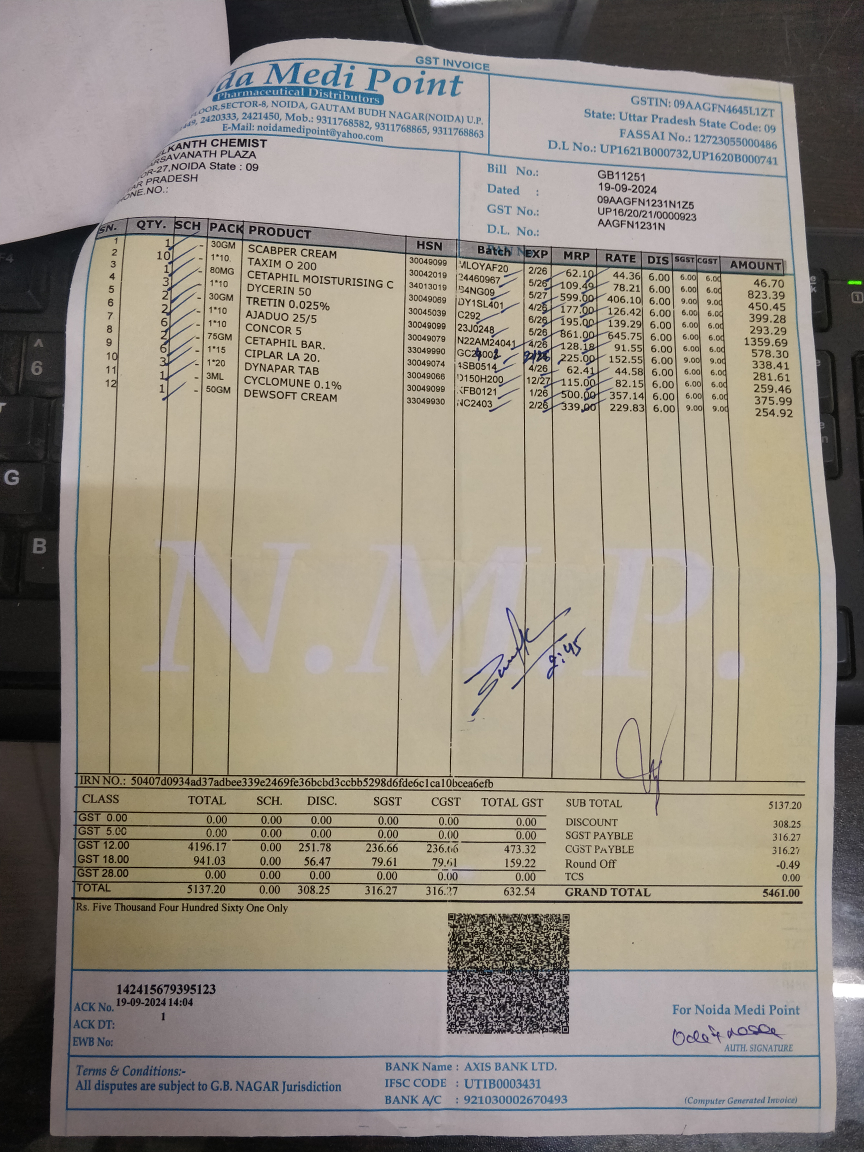 GST INVOICE
da Medi Point
Pharmaceutical Distributors
OOR,SECTOR-8, NOIDA, GAUTAM BUDH NAGAR(NOIDA) U.P.
449, 2420333, 2421450, Mob.: 9311768582, 9311768865, 9311768863
E-Mail: noidamedipoint@yahoo.com
GSTIN: 09AAGFN4645L1ZT
State: Uttar Pradesh State Code: 09
FASSAI No.: 12723055000486
D.L No.: UP1621B000732,UP1620B000741
ELKANTH CHEMIST
ARSAVANATH PLAZA
OR-27,NOIDA State : 09
AR PRADESH
ONE.NO.:
Bill No.: GB11251
Dated : 19-09-2024
GST No.: 09AAGFN1231N1Z5
D.L. No.: UP16/20/21/0000923
AAGFN1231N
SN. QTY. SCH PACK PRODUCT HSN Batch EXP MRP RATE DIS SGST CGST AMOUNT
1 1 - 30GM SCABPER CREAM 30049099 MLOYAF20 2/26 62.10 44.36 6.00 6.00 6.00 46.70
2 10 - 1*10 TAXIM O 200 30042019 24460967 5/26 109.49 78.21 6.00 6.00 6.00 823.39
3 1 - 80MG CETAPHIL MOISTURISING C 34013019 B4NG09 5/27 599.00 406.10 6.00 9.00 9.00 450.45
4 3 - 1*10 DYCERIN 50 30049069 DY1SL401 4/26 177.00 126.42 6.00 6.00 6.00 399.28
5 2 - 30GM TRETIN 0.025% 30045039 C292 6/26 195.00 139.29 6.00 6.00 6.00 293.29
6 2 - 1*10 AJADUO 25/5 30049099 23J0248 5/26 861.00 645.75 6.00 6.00 6.00 1359.69
7 6 - 1*10 CONCOR 5 30049079 N22AM24041 4/26 128.18 91.55 6.00 6.00 6.00 578.30
8 2 - 75GM CETAPHIL BAR. 33049990 2/26 225.00 152.55 6.00 9.00 9.00 338.41
9 6 - 1*15 CIPLAR LA 20. 30049074 4SB0514 4/26 62.41 44.58 6.00 6.00 6.00 281.61
10 3 - 1*20 DYNAPAR TAB D150H200 12/27 115.00 82.15 6.00 6.00 6.00 259.46
11 1 - 3ML CYCLOMUNE 0.1% 30049099 FB0121 1/26 500.00 357.14 6.00 6.00 6.00 375.99
12 1 - 50GM DEWSOFT CREAM 33049930 NC2403 2/26 339.00 229.83 6.00 9.00 9.00 254.92
N.M.P.
2:45
IRN NO.: 50407d0934ad37adbee339e2469fe36bcbd3ccbb5298d6fde6c1ca10bcea6efb
CLASS TOTAL SCH. DISC. SGST CGST TOTAL GST
GST 0.00 0.00 0.00 0.00 0.00 0.00 0.00
GST 5.00 0.00 0.00 0.00 0.00 0.00 0.00
GST 12.00 4196.17 0.00 251.78 236.66 236.66 473.32
GST 18.00 941.03 0.00 56.47 79.61 79.61 159.22
GST 28.00 0.00 0.00 0.00 0.00 0.00 0.00
TOTAL 5137.20 0.00 308.25 316.27 316.27 632.54
SUB TOTAL 5137.20
DISCOUNT 308.25
SGST PAYBLE 316.27
CGST PAYBLE 316.27
Round Off -0.49
TCS 0.00
GRAND TOTAL 5461.00
Rs. Five Thousand Four Hundred Sixty One Only
142415679395123
ACK No. 19-09-2024 14:04
ACK DT: 1
EWB No:
For Noida Medi Point
AUTH. SIGNATURE
Terms & Conditions:-
All disputes are subject to G.B. NAGAR Jurisdiction
BANK Name : AXIS BANK LTD.
IFSC CODE : UTIB0003431
BANK A/C : 921030002670493
(Computer Generated Invoice)